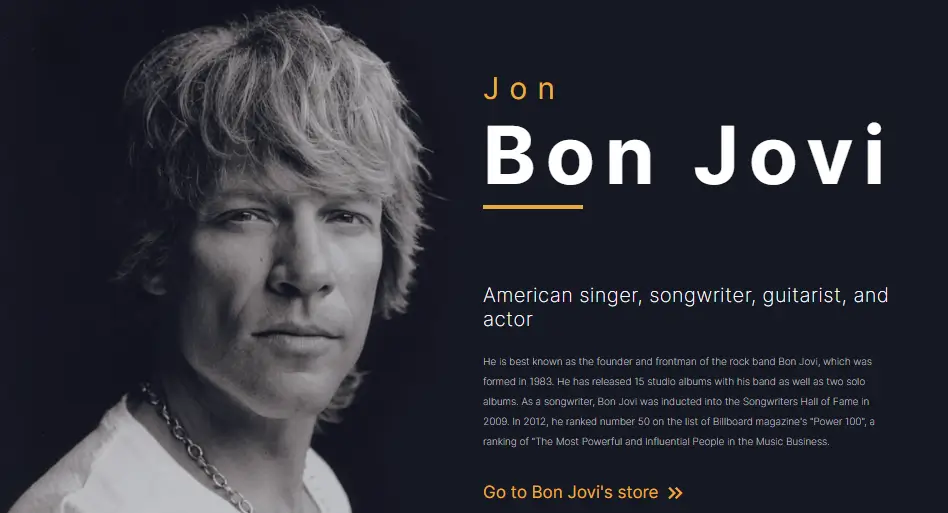 Jon
Bon Jovi
American singer, songwriter, guitarist, and
actor
He is best known as the founder and frontman of the rock band Bon Jovi, which was
formed in 1983. He has released 15 studio albums with his band as well as two solo
albums. As a songwriter, Bon Jovi was inducted into the Songwriters Hall of Fame in
2009. In 2012, he ranked number 50 on the list of Billboard magazine's "Power 100", a
ranking of "The Most Powerful and Influential People in the Music Business.
Go to Bon Jovi's store »